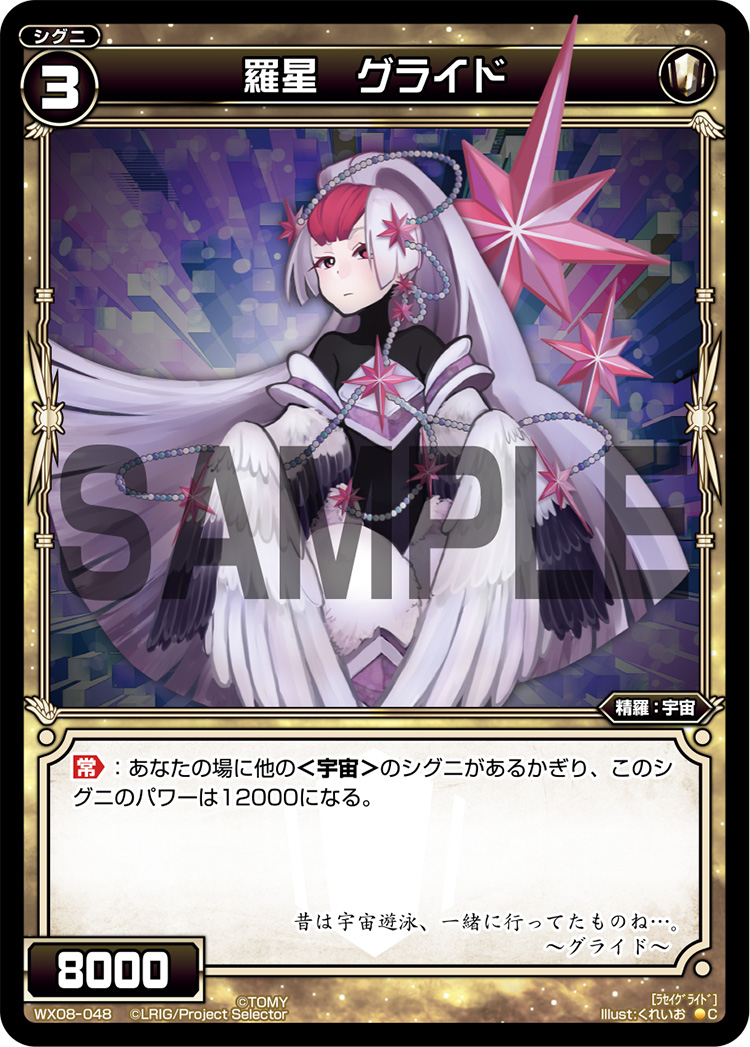 シグニ
3
羅星 グライド
SAMPLE
精羅:宇宙
常:あなたの場に他の<宇宙>のシグニがあるかぎり、このシ
グニのパワーは12000になる。
昔は宇宙遊泳、一緒に行ってたものね…。
~グライド~
8000
©TOMY
[ラセイグライド]
WX08-048 ©LRIG/Project Selector
Illust:くれいお C